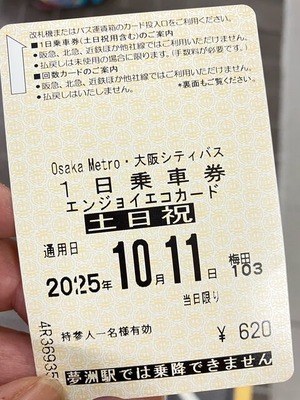 改札機またはバス運賃箱のカード投入口をご利用ください。
■1日乗車券(土日祝用含む)のご案内
●阪急、北急、近鉄ほか他社線ではご利用いただけません。
●払戻しは未使用の場合に限ります。(手数料が必要です。)
■回数カードのご案内
●阪急、北急、近鉄ほか他社線ではご利用いただけません。
●払戻しはいたしません。 *裏面もご覧ください。
Osaka Metro・大阪シティバス
1日乗車券
エンジョイエコカード
土日祝
通用日
2025年10月11日
梅田
103
当日限り
持参人一名様有効 ¥620
夢洲駅では乗降できません
4R36935